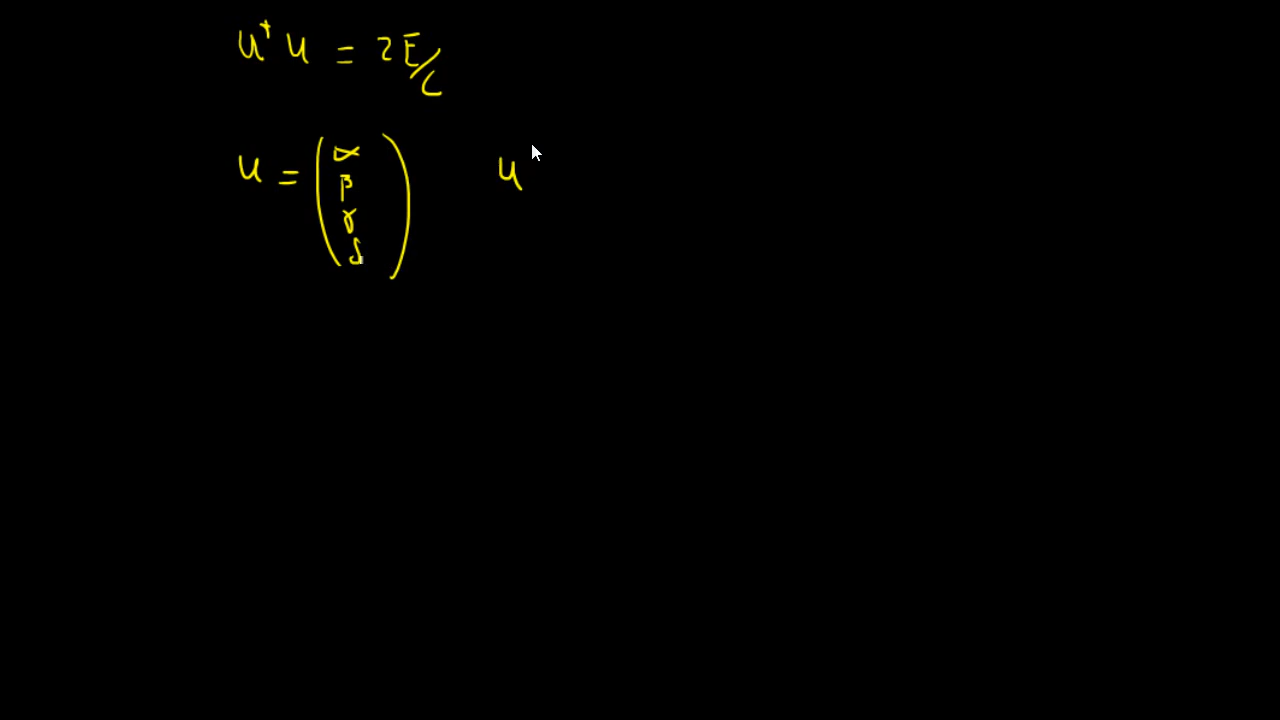 u† u = 2E/c
u = (α β γ δ) u